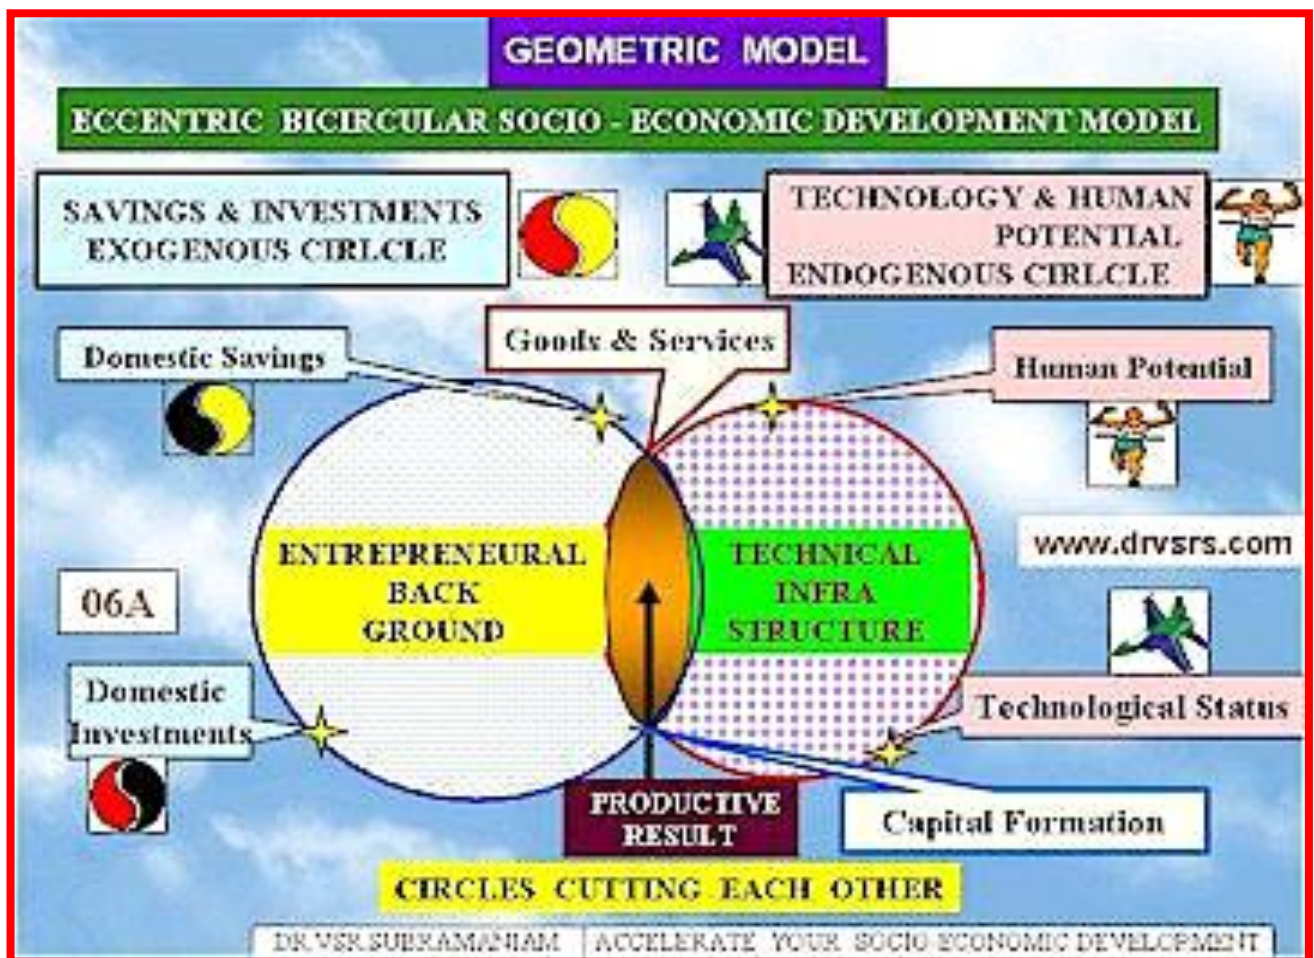 GEOMETRIC MODEL
ECCENTRIC BICIRCULAR SOCIO - ECONOMIC DEVELOPMENT MODEL
SAVINGS & INVESTMENTS
EXOGENOUS CIRLCLE
TECHNOLOGY & HUMAN
POTENTIAL
ENDOGENOUS CIRLCLE
Goods & Services
Domestic Savings
Human Potential
ENTREPRENEURAL
BACK
GROUND
TECHNICAL
INFRA
STRUCTURE
www.drvsrs.com
06A
Domestic
Investments
Technological Status
PRODUCTIVE
RESULT
Capital Formation
CIRCLES CUTTING EACH OTHER
DR.VSR.SUBRAMANIAM ACCELERATE YOUR SOCIO-ECONOMIC DEVELOPMENT